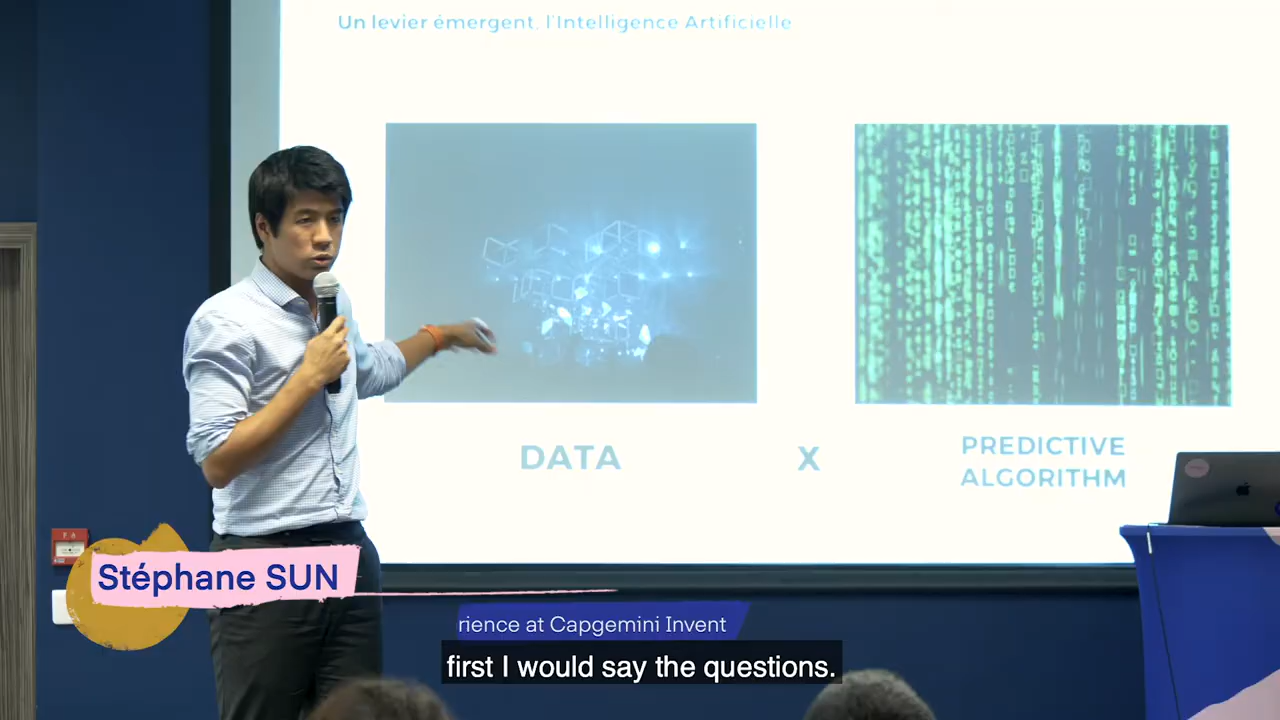 Un levier émergent, l'Intelligence Artificielle
DATA
X
PREDICTIVE
ALGORITHM
Stéphane SUN
rience at Capgemini Invent
first I would say the questions.